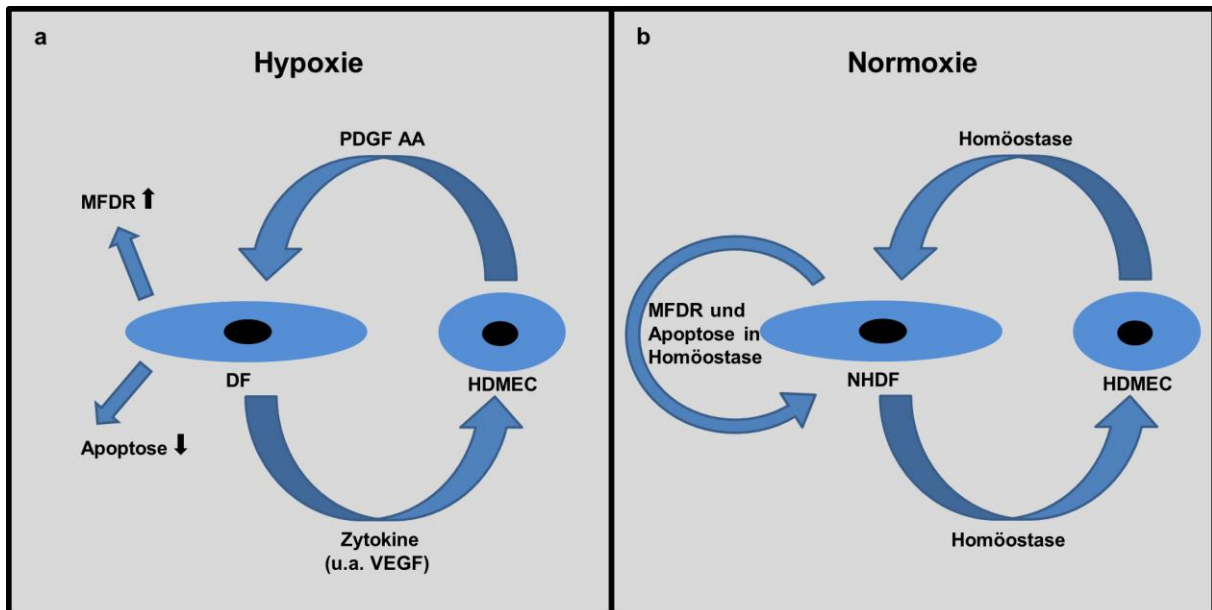 a
Hypoxie
PDGF AA
MFDR ⬆
DF
HDMEC
Apoptose ⬇
Zytokine
(u.a. VEGF)
b
Normoxie
Homöostase
MFDR und
Apoptose in
Homöostase
NHDF
HDMEC
Homöostase